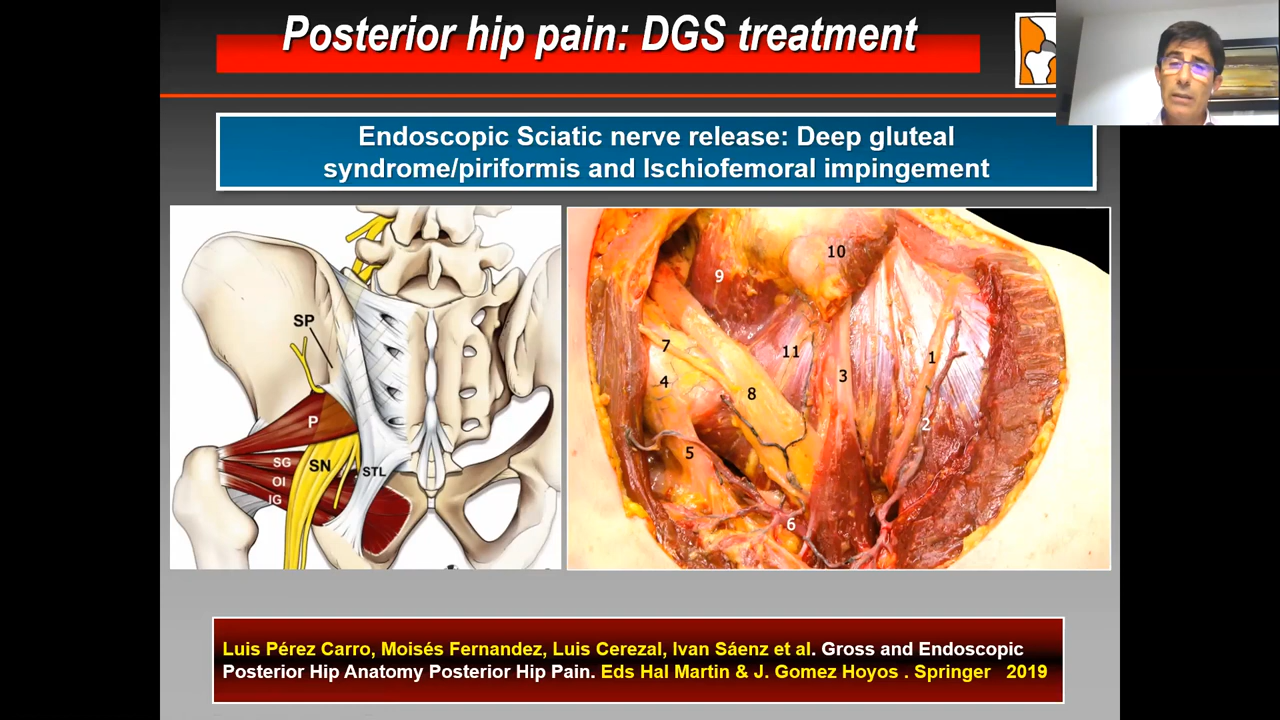 Posterior hip pain: DGS treatment
Endoscopic Sciatic nerve release: Deep gluteal
syndrome/piriformis and Ischiofemoral impingement
SP
P
SG
SN
STL
OI
IG
10
9
7
11
1
4
3
8
2
5
6
Luis Pérez Carro, Moisés Fernandez, Luis Cerezal, Ivan Sáenz et al. Gross and Endoscopic
Posterior Hip Anatomy Posterior Hip Pain. Eds Hal Martin & J. Gomez Hoyos . Springer 2019